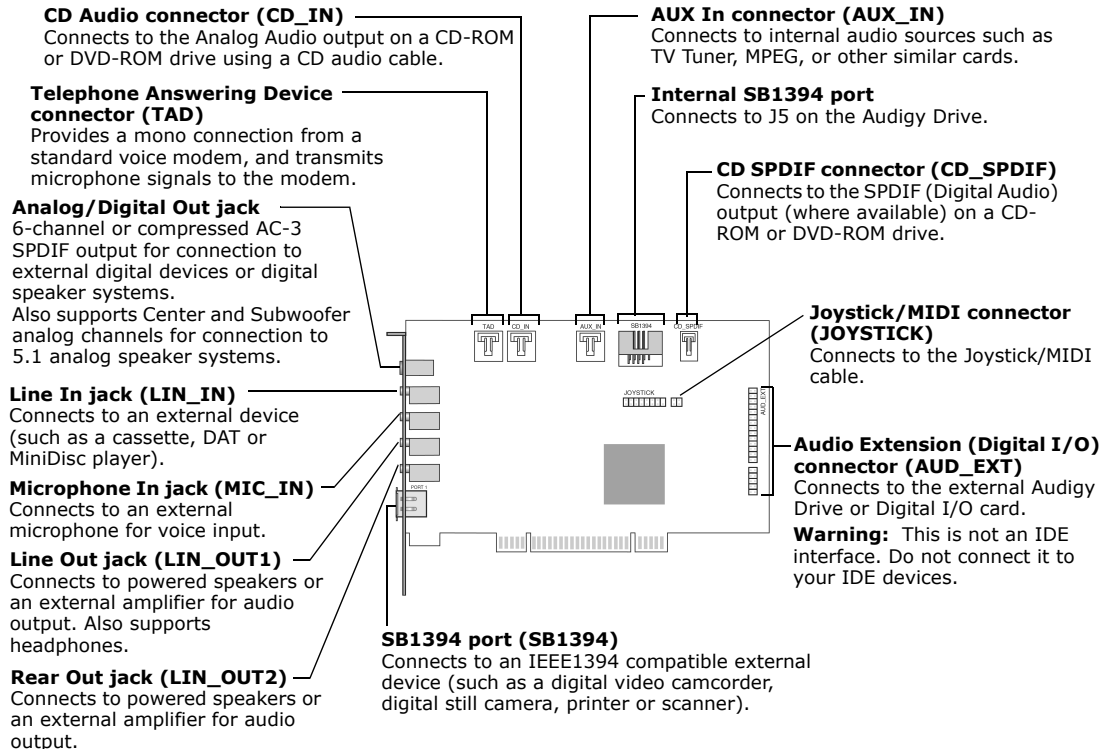 CD Audio connector (CD_IN)
Connects to the Analog Audio output on a CD-ROM
or DVD-ROM drive using a CD audio cable.
Telephone Answering Device
connector (TAD)
Provides a mono connection from a
standard voice modem, and transmits
microphone signals to the modem.
Analog/Digital Out jack
6-channel or compressed AC-3
SPDIF output for connection to
external digital devices or digital
speaker systems.
Also supports Center and Subwoofer
analog channels for connection to
5.1 analog speaker systems.
Line In jack (LIN_IN)
Connects to an external device
(such as a cassette, DAT or
MiniDisc player).
Microphone In jack (MIC_IN)
Connects to an external
microphone for voice input.
Line Out jack (LIN_OUT1)
Connects to powered speakers or
an external amplifier for audio
output. Also supports
headphones.
Rear Out jack (LIN_OUT2)
Connects to powered speakers or
an external amplifier for audio
output.
AUX In connector (AUX_IN)
Connects to internal audio sources such as
TV Tuner, MPEG, or other similar cards.
Internal SB1394 port
Connects to J5 on the Audigy Drive.
CD SPDIF connector (CD_SPDIF)
Connects to the SPDIF (Digital Audio)
output (where available) on a CD-
ROM or DVD-ROM drive.
Joystick/MIDI connector
(JOYSTICK)
Connects to the Joystick/MIDI
cable.
Audio Extension (Digital I/O)
connector (AUD_EXT)
Connects to the external Audigy
Drive or Digital I/O card.
Warning: This is not an IDE
interface. Do not connect it to
your IDE devices.
SB1394 port (SB1394)
Connects to an IEEE1394 compatible external
device (such as a digital video camcorder,
digital still camera, printer or scanner).
TAD CD_IN AUX_IN SB1394 CD_SPDIF
JOYSTICK
AUD_EXT
PORT 1